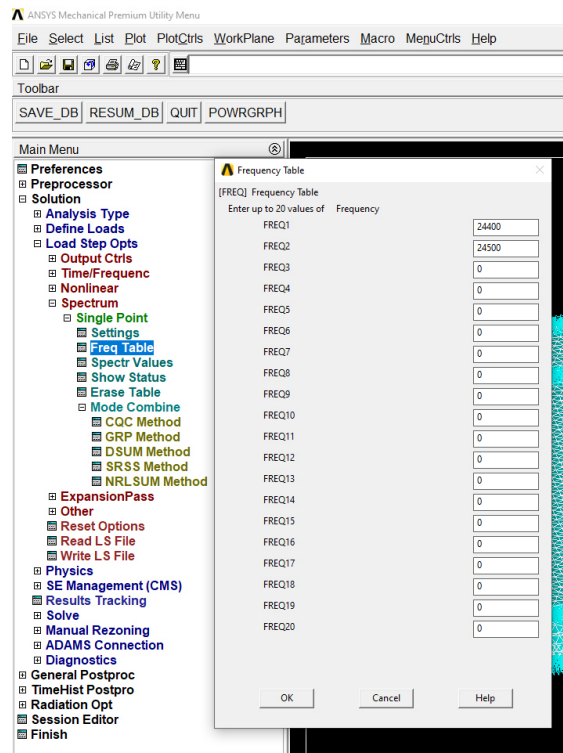 ANSYS Mechanical Premium Utility Menu
File Select List Plot PlotCtrls WorkPlane Parameters Macro MenuCtrls Help
Toolbar
SAVE_DB RESUM_DB QUIT POWRGRPH
Main Menu
Preferences
Preprocessor
Solution
Analysis Type
Define Loads
Load Step Opts
Output Ctrls
Time/Frequenc
Nonlinear
Spectrum
Single Point
Settings
Freq Table
Spectr Values
Show Status
Erase Table
Mode Combine
CQC Method
GRP Method
DSUM Method
SRSS Method
NRLSUM Method
ExpansionPass
Other
Reset Options
Read LS File
Write LS File
Physics
SE Management (CMS)
Results Tracking
Solve
Manual Rezoning
ADAMS Connection
Diagnostics
General Postproc
TimeHist Postpro
Radiation Opt
Session Editor
Finish
Frequency Table
[FREQ] Frequency Table
Enter up to 20 values of Frequency
FREQ1 24400
FREQ2 24500
FREQ3 0
FREQ4 0
FREQ5 0
FREQ6 0
FREQ7 0
FREQ8 0
FREQ9 0
FREQ10 0
FREQ11 0
FREQ12 0
FREQ13 0
FREQ14 0
FREQ15 0
FREQ16 0
FREQ17 0
FREQ18 0
FREQ19 0
FREQ20 0
OK Cancel Help